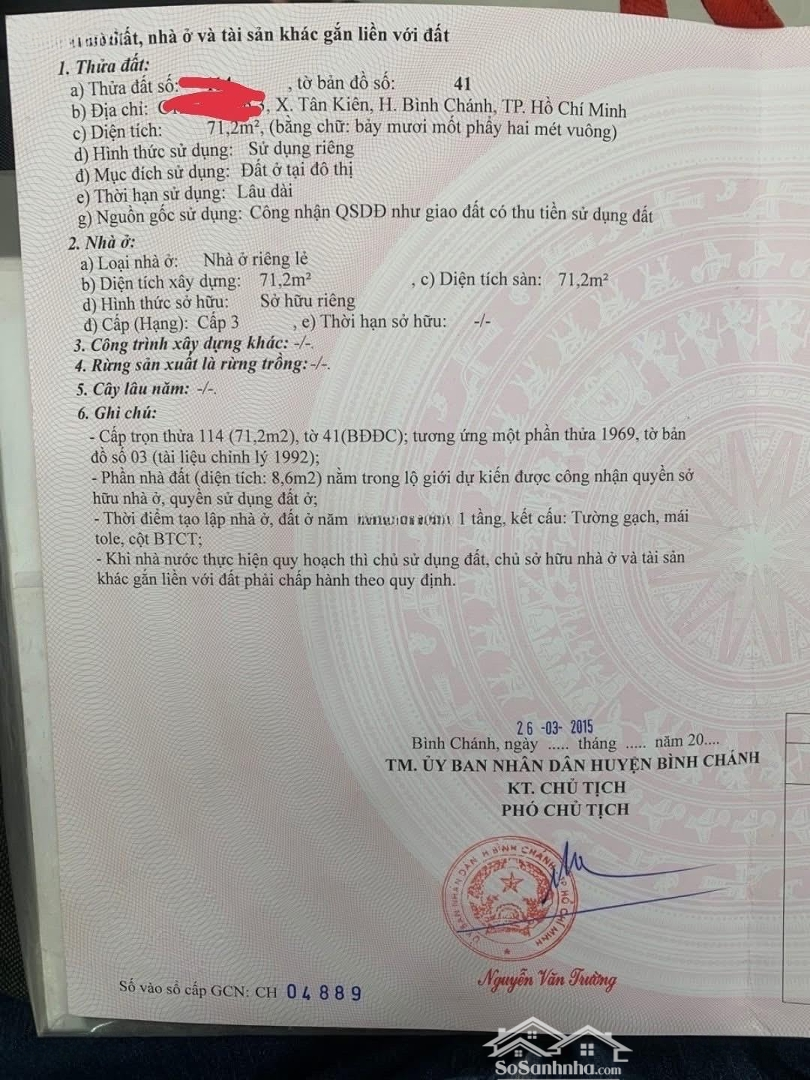 đất, nhà ở và tài sản khác gắn liền với đất
1. Thửa đất:
a) Thửa đất số: , tờ bản đồ số: 41
b) Địa chỉ: , X. Tân Kiên, H. Bình Chánh, TP. Hồ Chí Minh
c) Diện tích: 71,2m², (bằng chữ: bảy mươi mốt phẩy hai mét vuông)
d) Hình thức sử dụng: Sử dụng riêng
đ) Mục đích sử dụng: Đất ở tại đô thị
e) Thời hạn sử dụng: Lâu dài
g) Nguồn gốc sử dụng: Công nhận QSDĐ như giao đất có thu tiền sử dụng đất
2. Nhà ở:
a) Loại nhà ở: Nhà ở riêng lẻ
b) Diện tích xây dựng: 71,2m² , c) Diện tích sàn: 71,2m²
d) Hình thức sở hữu: Sở hữu riêng
đ) Cấp (Hạng): Cấp 3 , e) Thời hạn sở hữu: -/-
3. Công trình xây dựng khác: -/-.
4. Rừng sản xuất là rừng trồng: -/-.
5. Cây lâu năm: -/-.
6. Ghi chú:
- Cấp trọn thửa 114 (71,2m2), tờ 41(BĐĐC); tương ứng một phần thửa 1969, tờ bản
đồ số 03 (tài liệu chỉnh lý 1992);
- Phần nhà đất (diện tích: 8,6m2) nằm trong lộ giới dự kiến được công nhận quyền sở
hữu nhà ở, quyền sử dụng đất ở;
- Thời điểm tạo lập nhà ở, đất ở năm 1 tầng, kết cấu: Tường gạch, mái
tole, cột BTCT;
- Khi nhà nước thực hiện quy hoạch thì chủ sử dụng đất, chủ sở hữu nhà ở và tài sản
khác gắn liền với đất phải chấp hành theo quy định.
26 -03- 2015
Bình Chánh, ngày ..... tháng ..... năm 20....
TM. ỦY BAN NHÂN DÂN HUYỆN BÌNH CHÁNH
KT. CHỦ TỊCH
PHÓ CHỦ TỊCH
ỦY BAN NHÂN DÂN H BÌNH CHÁNH TP HỒ CHÍ MINH
Nguyễn Văn Trường
Số vào sổ cấp GCN: CH 04889
SoSanhnha.com